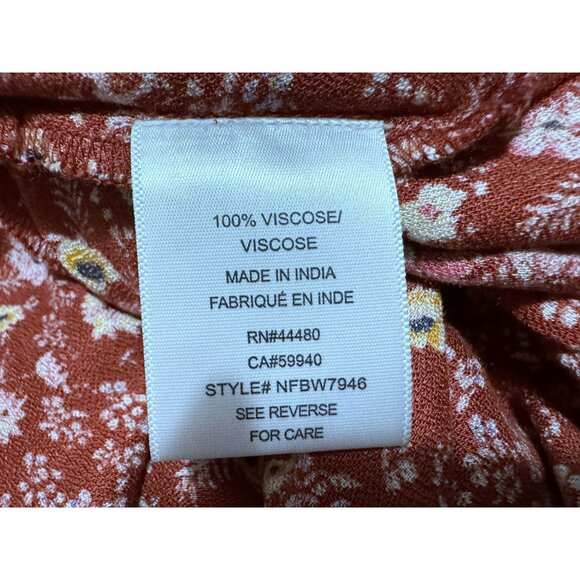 100% VISCOSE/
VISCOSE
MADE IN INDIA
FABRIQUÉ EN INDE
RN#44480
CA#59940
STYLE# NFBW7946
SEE REVERSE
FOR CARE